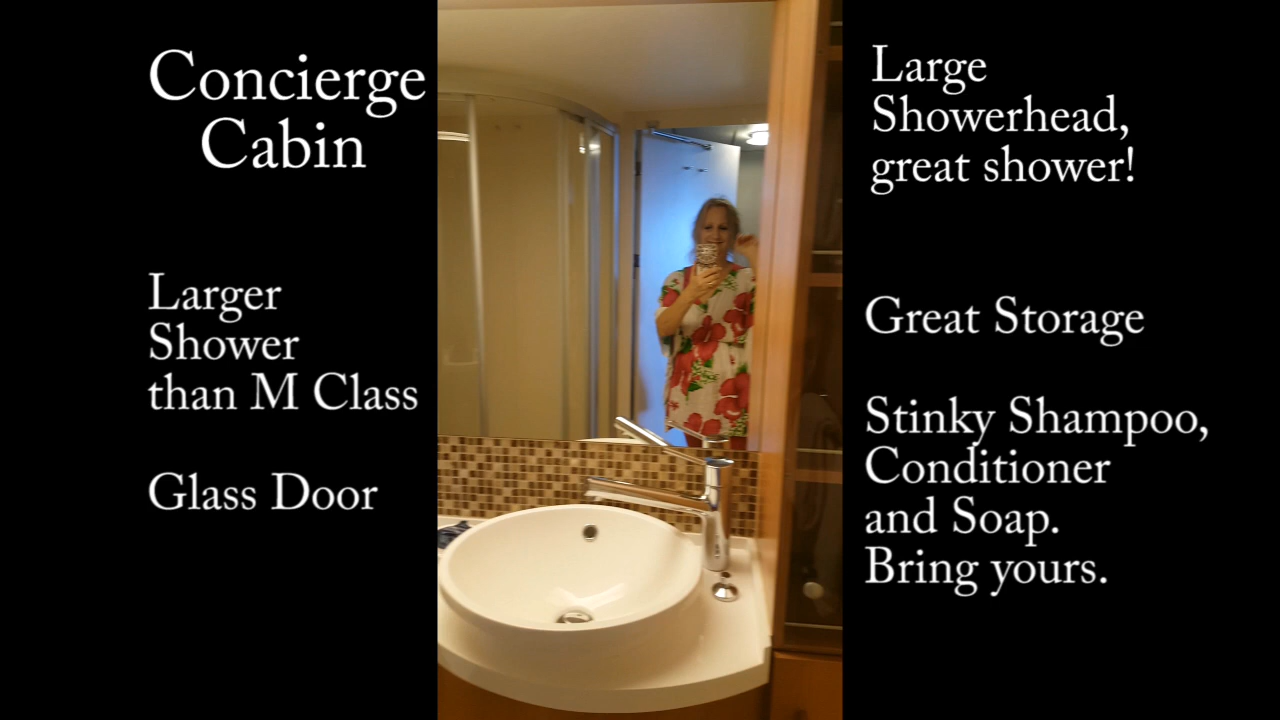 Concierge
Cabin
Larger
Shower
than M Class
Glass Door
Large
Showerhead,
great shower!
Great Storage
Stinky Shampoo,
Conditioner
and Soap.
Bring yours.